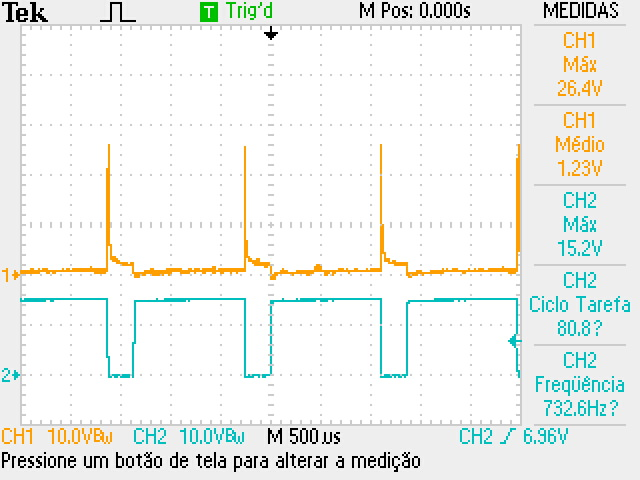 Tek T Trig'd M Pos: 0.000s MEDIDAS
CH1
Máx
26.4V
CH1
Médio
1.23V
CH2
Máx
15.2V
CH2
Ciclo Tarefa
80.8?
CH2
Freqüência
732.6Hz?
1
2
CH1 10.0VBw CH2 10.0VBw M 500µs CH2 6.96V
Pressione um botão de tela para alterar a medição